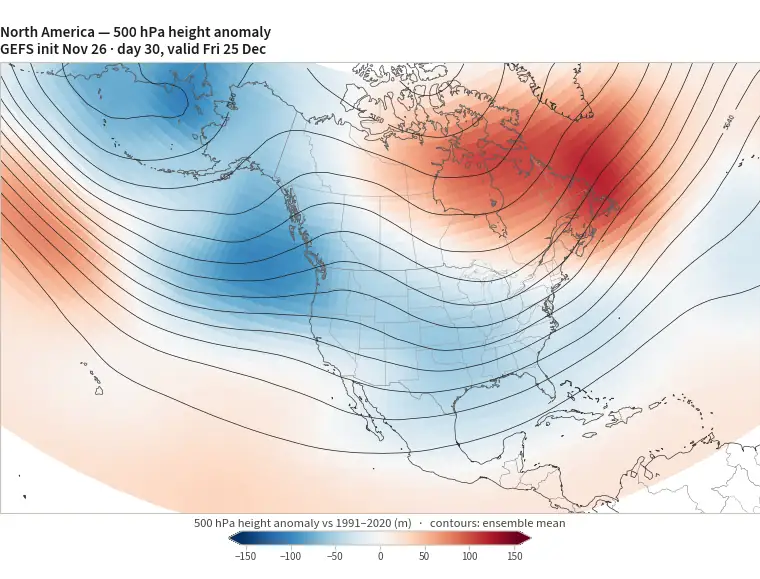 North America — 500 hPa height anomaly
GEFS init Nov 26 · day 30, valid Fri 25 Dec
5640
500 hPa height anomaly vs 1991–2020 (m) · contours: ensemble mean
−150 −100 −50 0 50 100 150